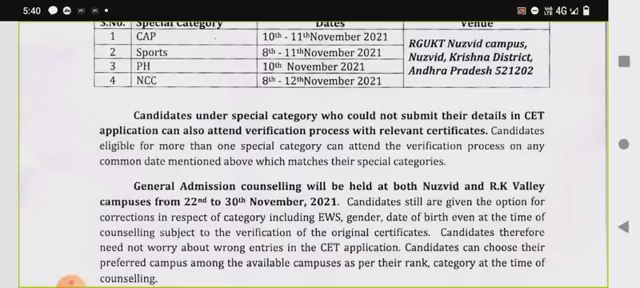 5:40
4G
S.No. Special Category Dates Venue
1 CAP 10th - 11th November 2021
2 Sports 8th - 11th November 2021
3 PH 10th November 2021
4 NCC 8th - 12th November 2021
RGUKT Nuzvid campus,
Nuzvid, Krishna District,
Andhra Pradesh 521202
Candidates under special category who could not submit their details in CET
application can also attend verification process with relevant certificates. Candidates
eligible for more than one special category can attend the verification process on any
common date mentioned above which matches their special categories.
General Admission counselling will be held at both Nuzvid and R.K Valley
campuses from 22nd to 30th November, 2021. Candidates still are given the option for
corrections in respect of category including EWS, gender, date of birth even at the time of
counselling subject to the verification of the original certificates. Candidates therefore
need not worry about wrong entries in the CET application. Candidates can choose their
preferred campus among the available campuses as per their rank, category at the time of
counselling.